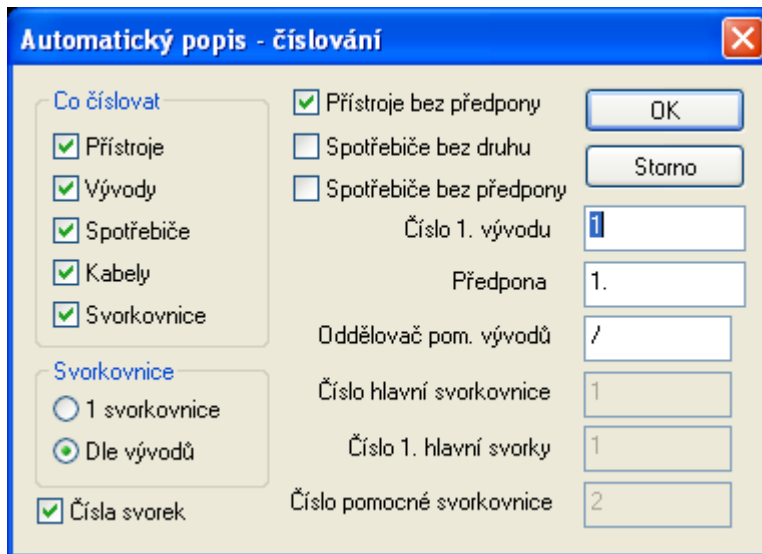 Automatický popis - číslování
Co číslovat
Přístroje
Vývody
Spotřebiče
Kabely
Svorkovnice
Svorkovnice
1 svorkovnice
Dle vývodů
Čísla svorek
Přístroje bez předpony
Spotřebiče bez druhu
Spotřebiče bez předpony
Číslo 1. vývodu 1
Předpona 1.
Oddělovač pom. vývodů /
Číslo hlavní svorkovnice 1
Číslo 1. hlavní svorky 1
Číslo pomocné svorkovnice 2
OK
Storno